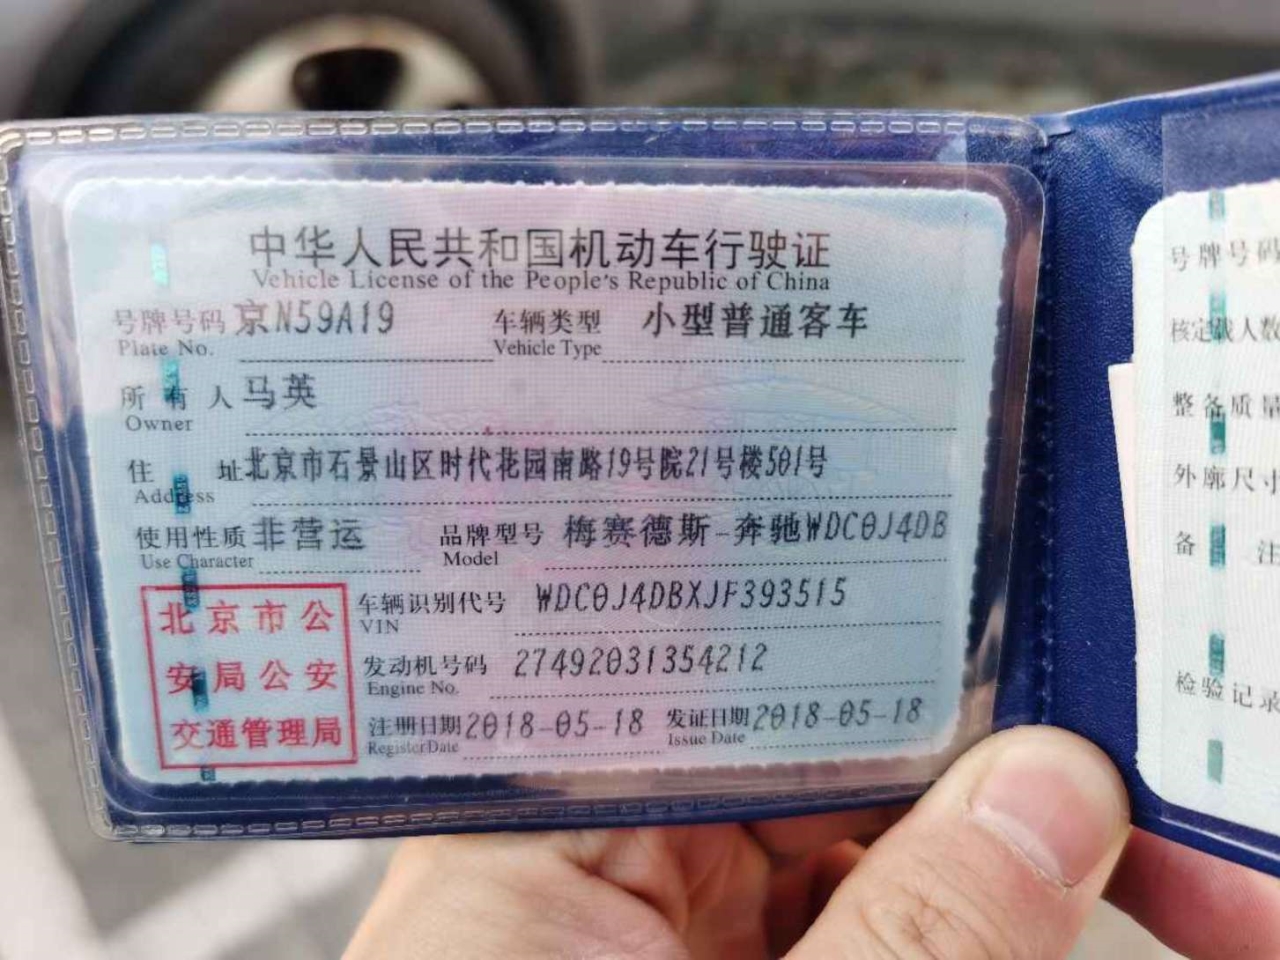 中华人民共和国机动车行驶证
Vehicle License of the People's Republic of China
号牌号码 京N59A19 车辆类型 小型普通客车
Plate No. Vehicle Type
所有人 马英
Owner
住址 北京市石景山区时代花园南路19号院21号楼501号
Address
使用性质 非营运 品牌型号 梅赛德斯-奔驰WDC0J4DB
Use Character Model
车辆识别代号 WDC0J4DBXJF393515
VIN
发动机号码 27492031354212
Engine No.
注册日期 2018-05-18 发证日期 2018-05-18
Register Date Issue Date
北京市公
安局公安
交通管理局
号牌号码
核定载人数
整备质量
外廓尺寸
备注
检验记录